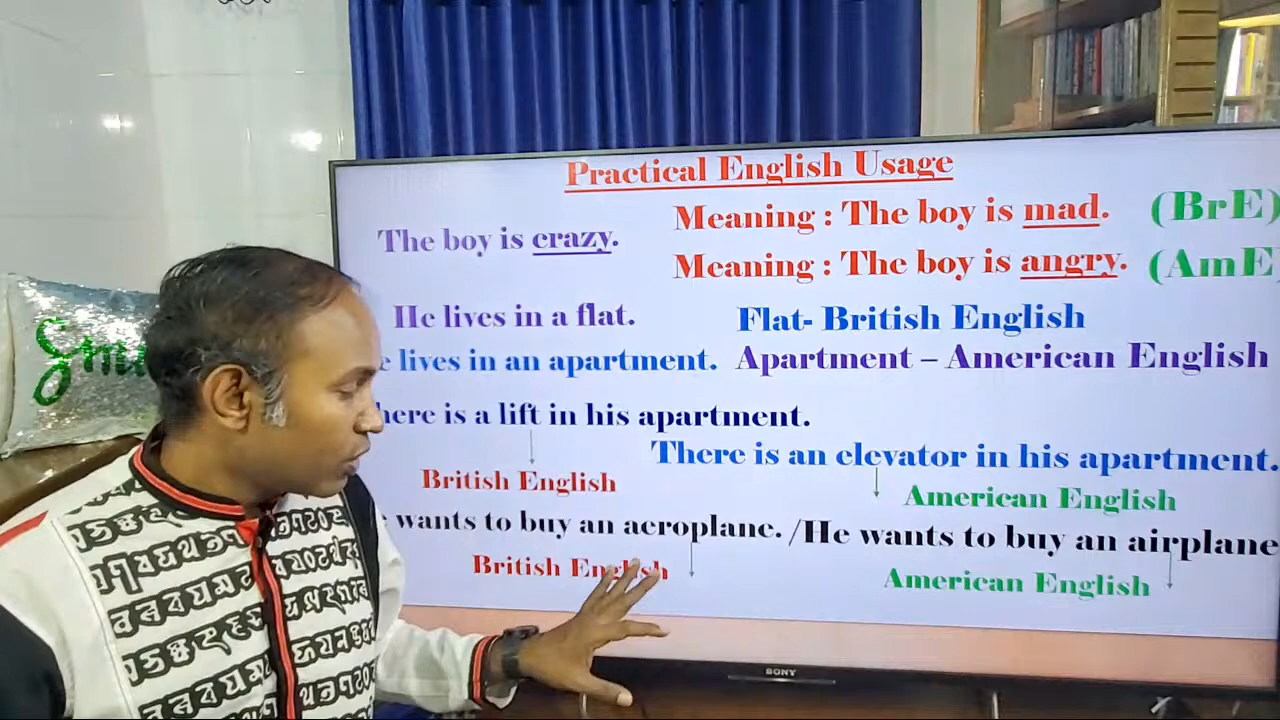 Practical English Usage
The boy is crazy.
Meaning : The boy is mad. (BrE)
Meaning : The boy is angry. (AmE
He lives in a flat. Flat- British English
e lives in an apartment. Apartment – American English
here is a lift in his apartment.
There is an elevator in his apartment.
British English
American English
wants to buy an aeroplane. /He wants to buy an airplane
British English
American English
SONY